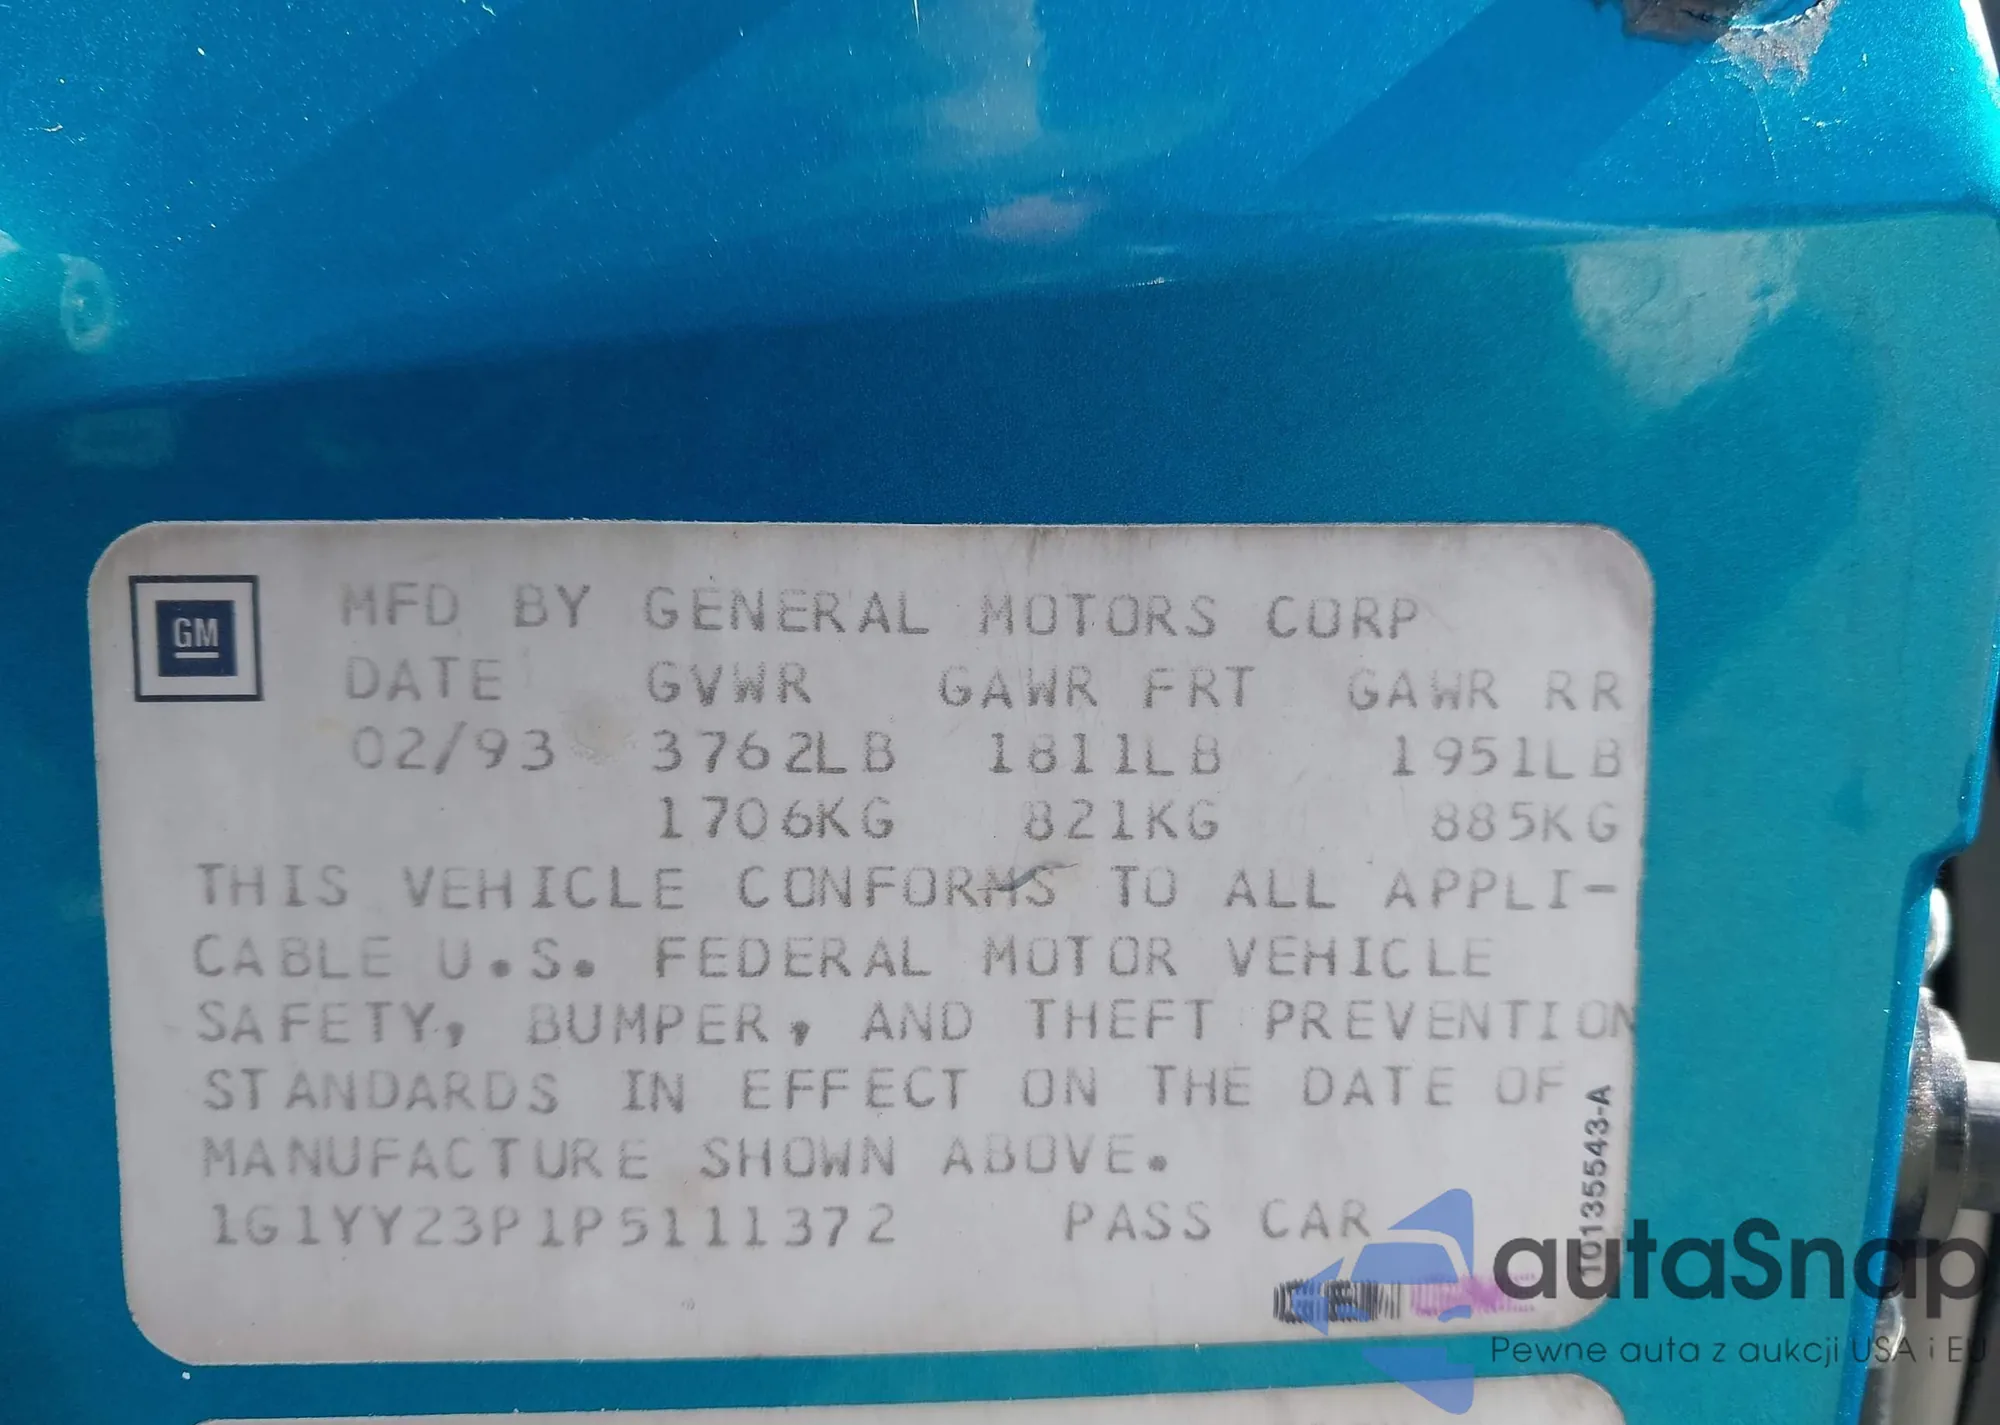 GM
MFD BY GENERAL MOTORS CORP
DATE GVWR GAWR FRT GAWR RR
02/93 3762LB 1811LB 1951LB
1706KG 821KG 885KG
THIS VEHICLE CONFORMS TO ALL APPLI-
CABLE U.S. FEDERAL MOTOR VEHICLE
SAFETY, BUMPER, AND THEFT PREVENTION
STANDARDS IN EFFECT ON THE DATE OF
MANUFACTURE SHOWN ABOVE.
1G1YY23P1P5111372 PASS CAR
10135543-A
autaSnap
Pewne auta z aukcji USA i EU